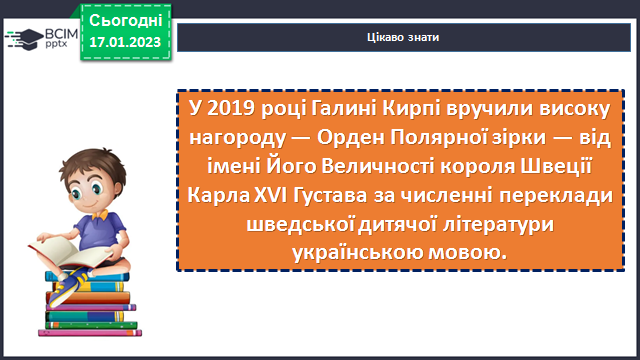 Сьогодні
17.01.2023
ВСІМ
pptx
Цікаво знати
У 2019 році Галині Кирпі вручили високу
нагороду — Орден Полярної зірки — від
імені Його Величності короля Швеції
Карла XVI Густава за численні переклади
шведської дитячої літератури
українською мовою.